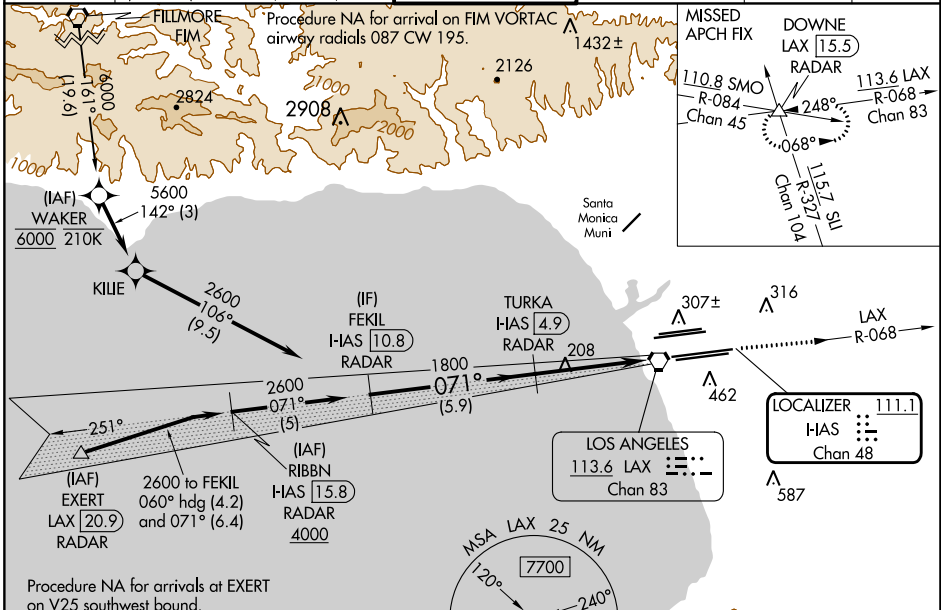 FILLMORE
FIM
Procedure NA for arrival on FIM VORTAC
airway radials 087 CW 195.
1432±
2126
2824
2908
1000
2000
1000
6000
161°
(19.6)
(IAF)
WAKER
6000 210K
5600
142° (3)
KILIE
2600
106°
(9.5)
Santa
Monica
Muni
MISSED
APCH FIX
DOWNE
LAX 15.5
RADAR
110.8 SMO
R-084
Chan 45
113.6 LAX
R-068
Chan 83
248°
068°
115.7 SLI
R-327
Chan 104
(IF)
FEKIL
I-IAS 10.8
RADAR
TURKA
I-IAS 4.9
RADAR
208
307±
316
LAX
R-068
1800
071°
(5.9)
2600
071°
(5)
251°
(IAF)
EXERT
LAX 20.9
RADAR
2600 to FEKIL
060° hdg (4.2)
and 071° (6.4)
(IAF)
RIBBN
I-IAS 15.8
RADAR
4000
462
LOS ANGELES
113.6 LAX
Chan 83
LOCALIZER 111.1
I-IAS
Chan 48
587
MSA LAX 25 NM
7700
120°
240°
Procedure NA for arrivals at EXERT
on V25 southwest bound.